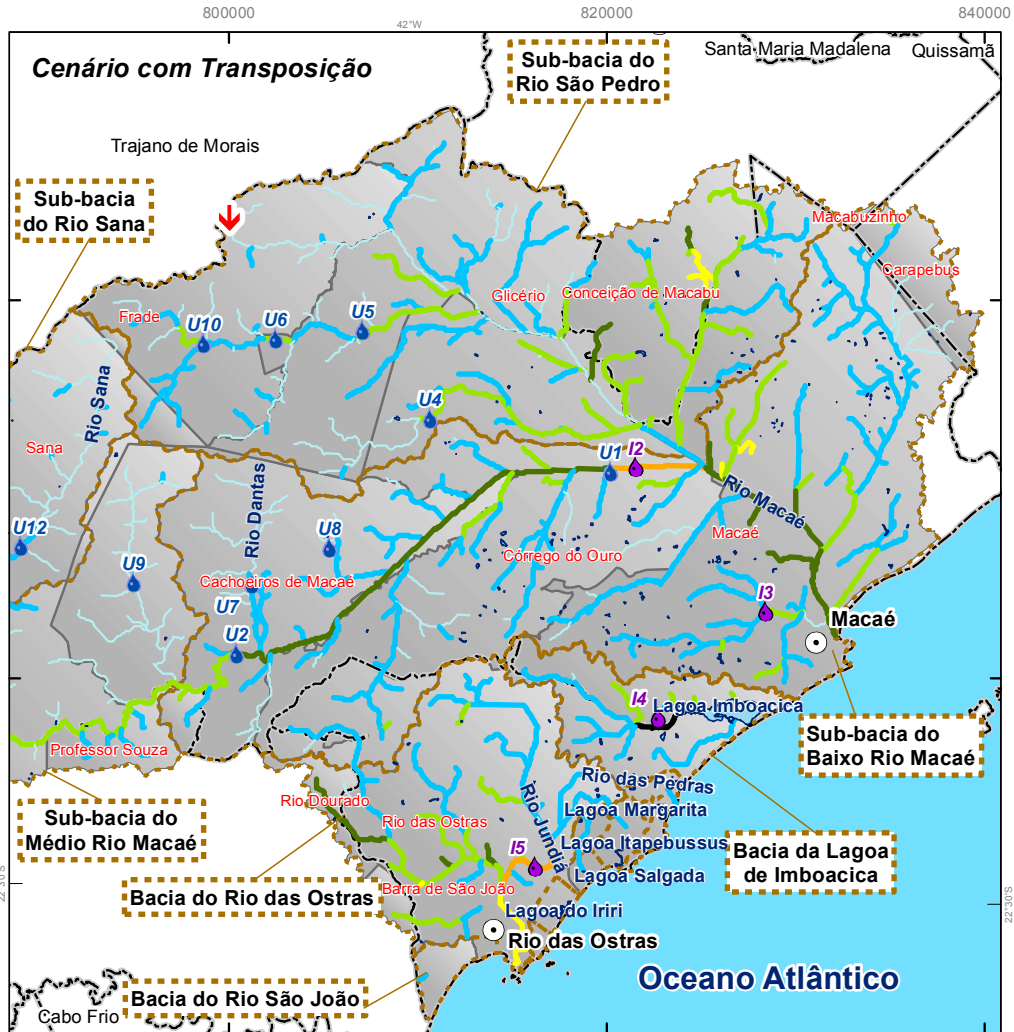 800000
820000
840000
42°W
Cenário com Transposição
Sub-bacia do
Rio São Pedro
Santa Maria Madalena
Quissamã
Trajano de Morais
Sub-bacia
do Rio Sana
Macabuzinho
Carapebus
Glicério
Conceição de Macabu
Frade
U10
U6
U5
U4
Rio Sana
Sana
U1
I2
Rio Macaé
Macaé
Rio Dantas
U12
U9
U8
Córrego do Ouro
Cachoeiros de Macaé
U7
U2
I3
Macaé
I4
Lagoa Imboacica
Professor Souza
Sub-bacia do
Baixo Rio Macaé
Rio das Pedras
Rio Dourado
Lagoa Margarita
Sub-bacia do
Médio Rio Macaé
Rio das Ostras
Rio Jundiá
I5
Lagoa Itapebussus
Bacia da Lagoa
de Imboacica
Lagoa Salgada
22°30'S
Bacia do Rio das Ostras
Barra de São João
Lagoa do Iriri
22°30'S
Rio das Ostras
Oceano Atlântico
Bacia do Rio São João
Cabo Frio